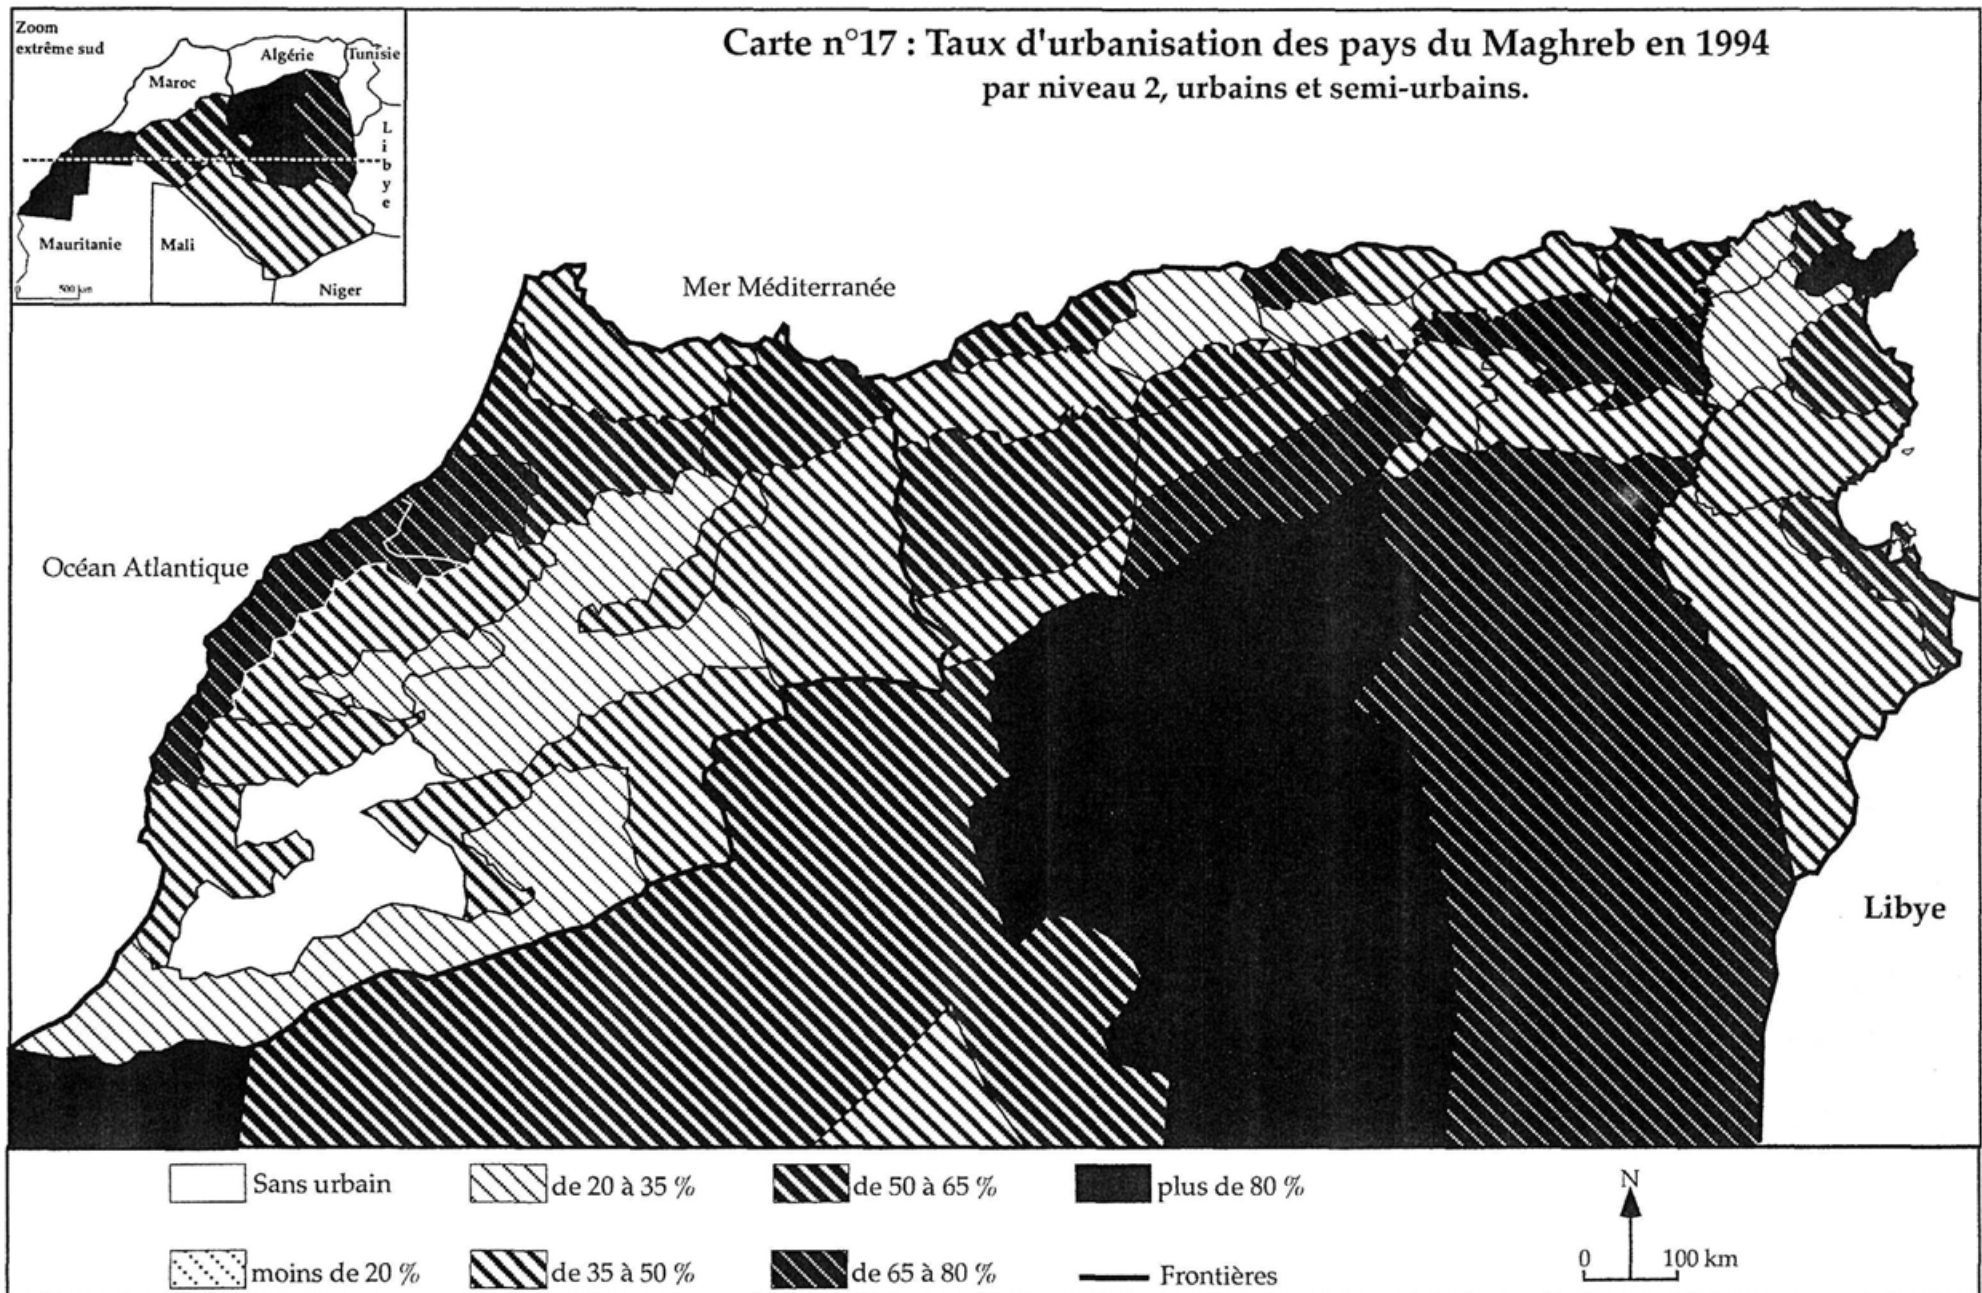 Carte n°17 : Taux d'urbanisation des pays du Maghreb en 1994
par niveau 2, urbains et semi-urbains.
Zoom
extrême sud
Algérie
Tunisie
Maroc
Libye
Mauritanie
Mali
Niger
0
500 km
Mer Méditerranée
Océan Atlantique
Libye
Sans urbain
de 20 à 35 %
de 50 à 65 %
plus de 80 %
moins de 20 %
de 35 à 50 %
de 65 à 80 %
Frontières
N
0
100 km